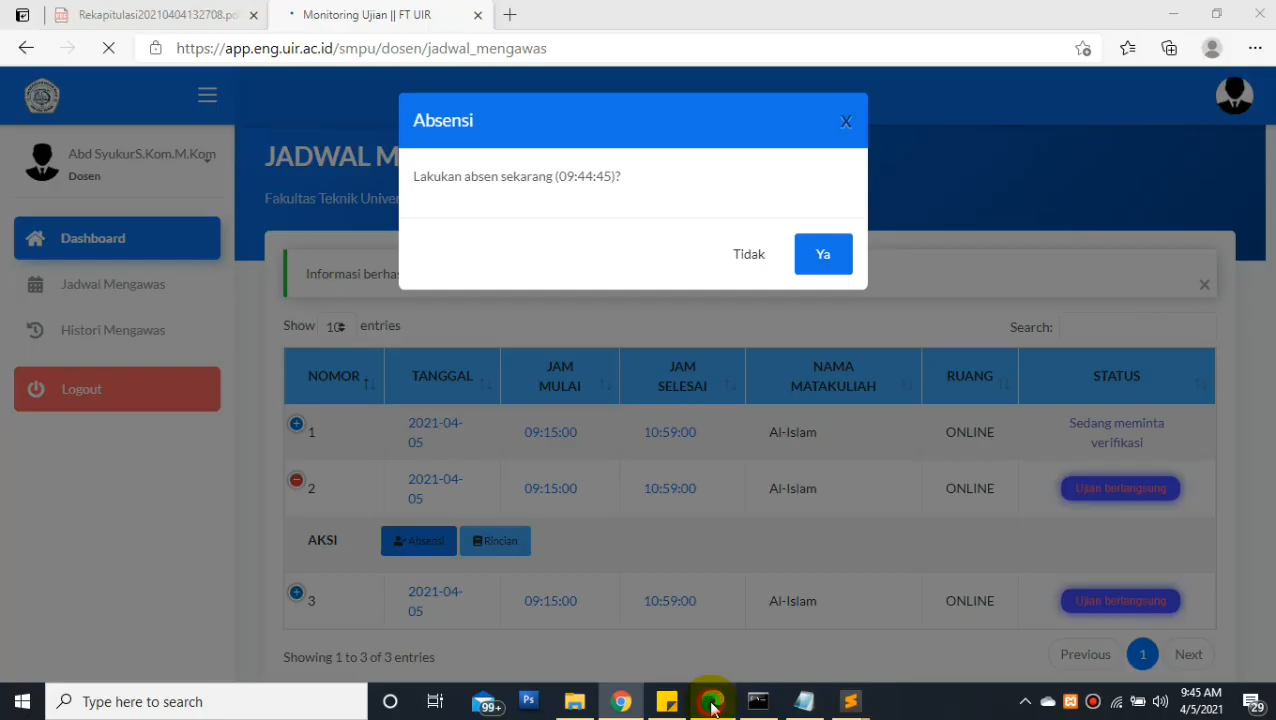 Rekapitulasi20210404132708.pd
Monitoring Ujian || FT UIR
https://app.eng.uir.ac.id/smpu/dosen/jadwal_mengawas
Absensi
X
Lakukan absen sekarang (09:44:45)?
Tidak
Ya
Abd SyukurS.Kom.M.Kom
Dosen
Dashboard
Jadwal Mengawas
Histori Mengawas
Logout
JADWAL M
Fakultas Teknik Univer
Informasi berhas
×
Show 10 entries
Search:
NOMOR
TANGGAL
JAM MULAI
JAM SELESAI
NAMA MATAKULIAH
RUANG
STATUS
1
2021-04-05
09:15:00
10:59:00
Al-Islam
ONLINE
Sedang meminta verifikasi
2
2021-04-05
09:15:00
10:59:00
Al-Islam
ONLINE
Ujian berlangsung
AKSI
Absensi
Rincian
3
2021-04-05
09:15:00
10:59:00
Al-Islam
ONLINE
Ujian berlangsung
Showing 1 to 3 of 3 entries
Previous
1
Next
Type here to search
99+
Ps
9:45 AM
4/5/2021
29